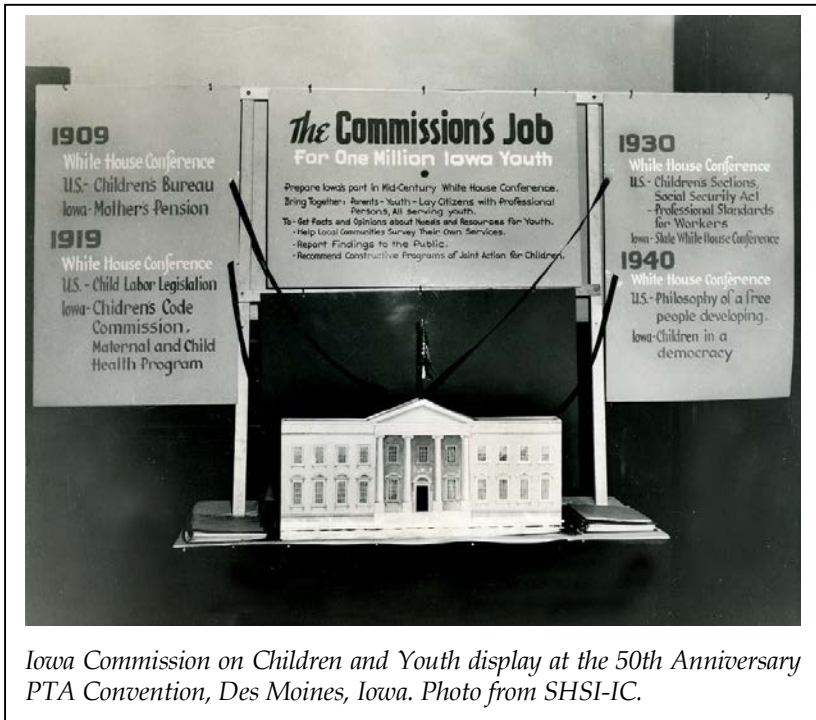 1909
White House Conference
U.S.- Children's Bureau
Iowa- Mother's Pension
1919
White House Conference
U.S. - Child Labor Legislation
Iowa- Chidren's Code
Commission.
Maternal and Child
Health Program
The Commission's Job
For One Million Iowa Youth
Prepare Iowa's part in Mid-Century White House Conference.
Bring Together: Parents - Youth - Lay Citizens with Professional
Persons, All serving youth.
To - Get Facts and Opinions about Needs and Resources for Youth.
- Help Local Communities Survey Their Own Services.
- Report Findings to the Public.
- Recommend Constructive Programs of Joint Action for Children.
1930
White House Conference
U.S.- Children's Sections,
Social Security Act
- Professional Standards
for Workers
Iowa- State White House Conference
1940
White House Conference
U.S.- Philosophy of a free
people developing.
Iowa- Children in a
democracy
Iowa Commission on Children and Youth display at the 50th Anniversary
PTA Convention, Des Moines, Iowa. Photo from SHSI-IC.